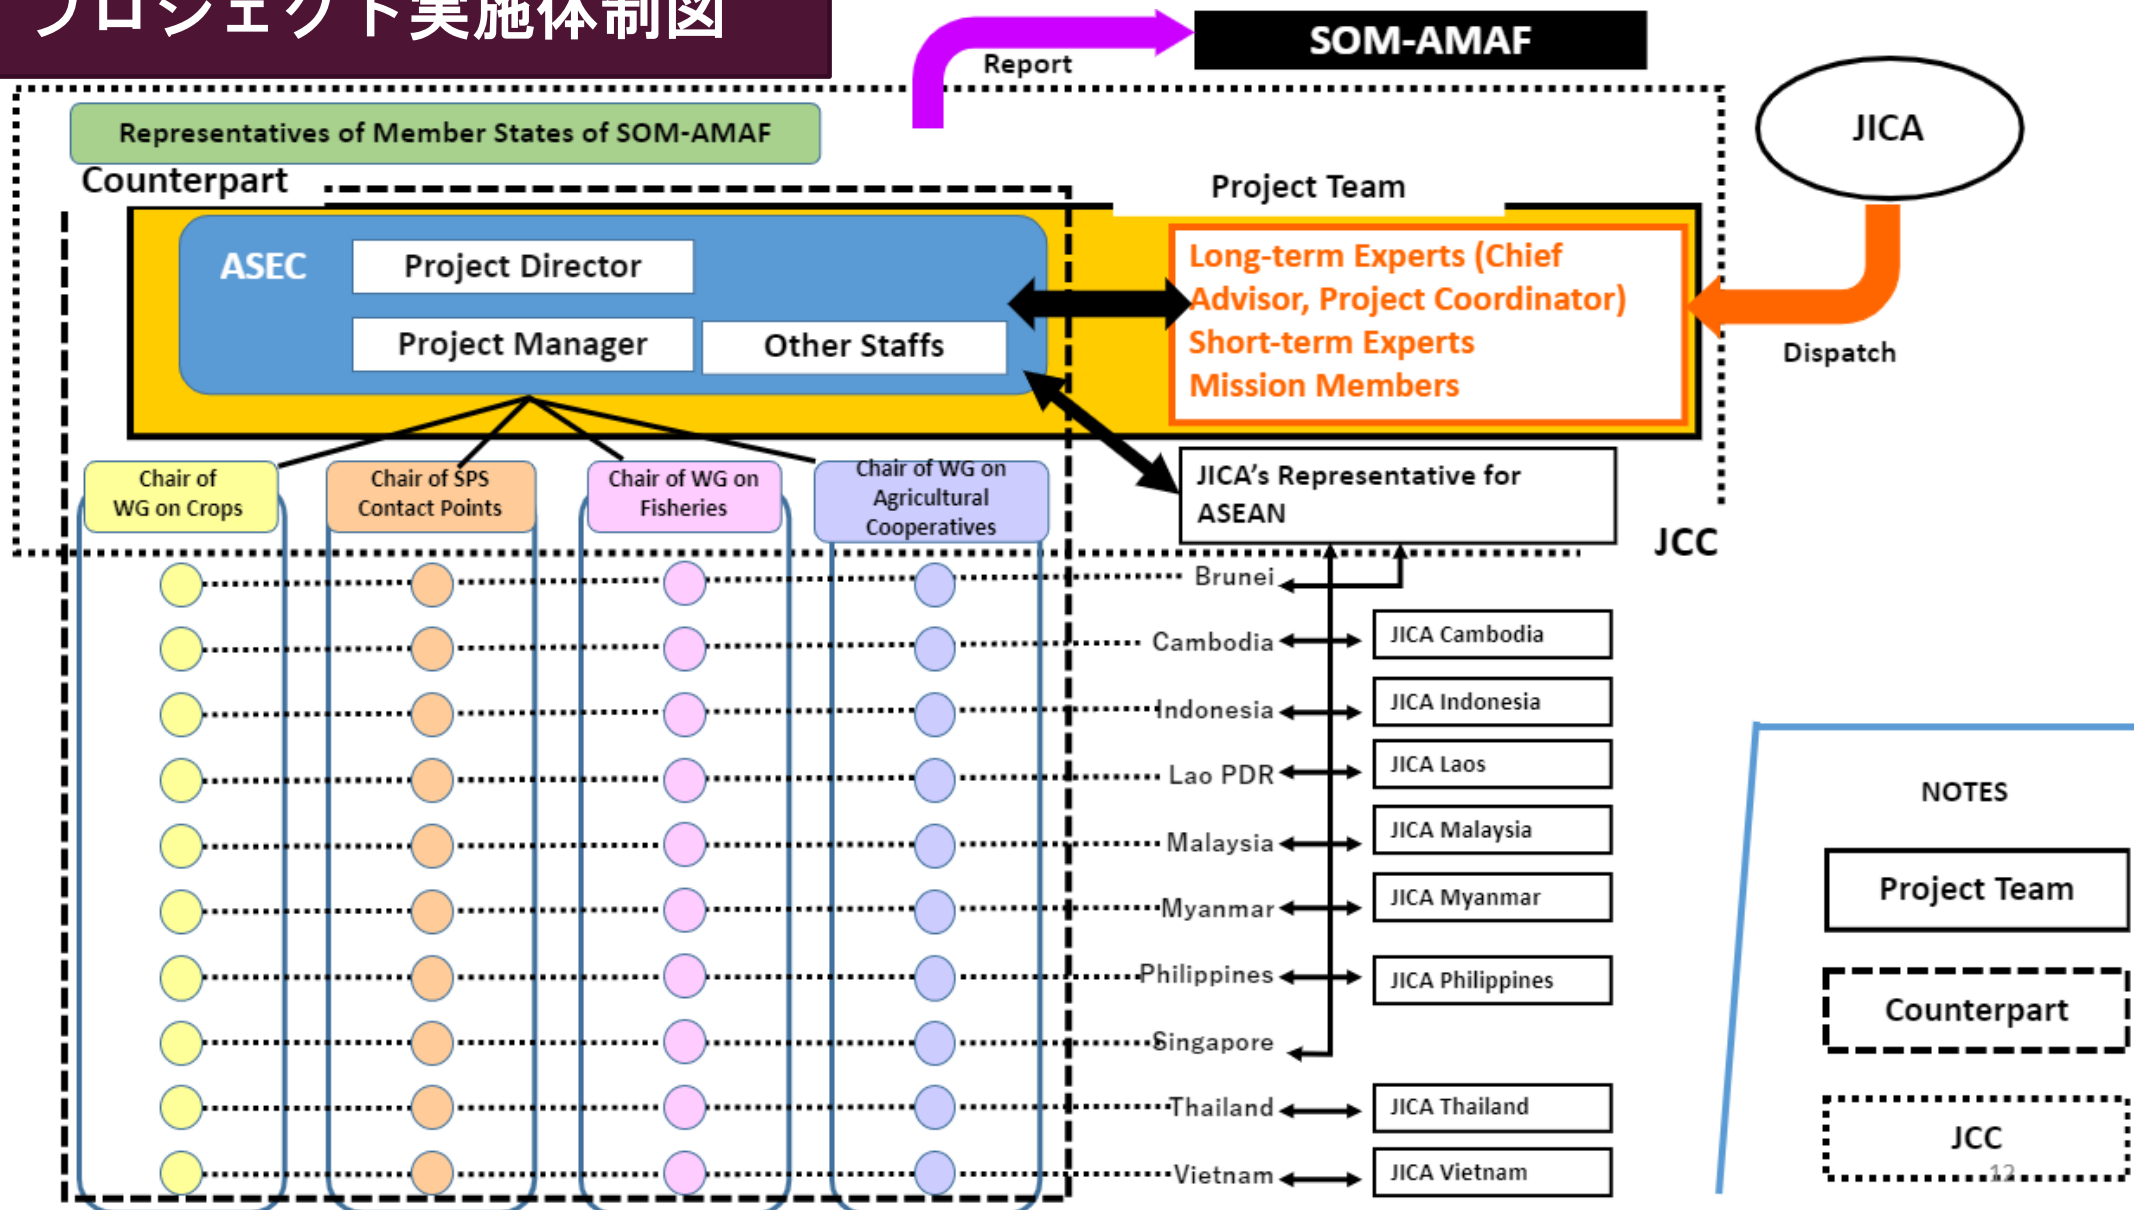 プロジェクト実施体制図
SOM-AMAF
Report
JICA
Representatives of Member States of SOM-AMAF
Counterpart
Project Team
ASEC
Project Director
Project Manager
Other Staffs
Long-term Experts (Chief
Advisor, Project Coordinator)
Short-term Experts
Mission Members
Dispatch
Chair of
WG on Crops
Chair of SPS
Contact Points
Chair of WG on
Fisheries
Chair of WG on
Agricultural
Cooperatives
JICA’s Representative for
ASEAN
JCC
Brunei
Cambodia
JICA Cambodia
Indonesia
JICA Indonesia
Lao PDR
JICA Laos
Malaysia
JICA Malaysia
Myanmar
JICA Myanmar
Philippines
JICA Philippines
Singapore
Thailand
JICA Thailand
Vietnam
JICA Vietnam
NOTES
Project Team
Counterpart
JCC
12